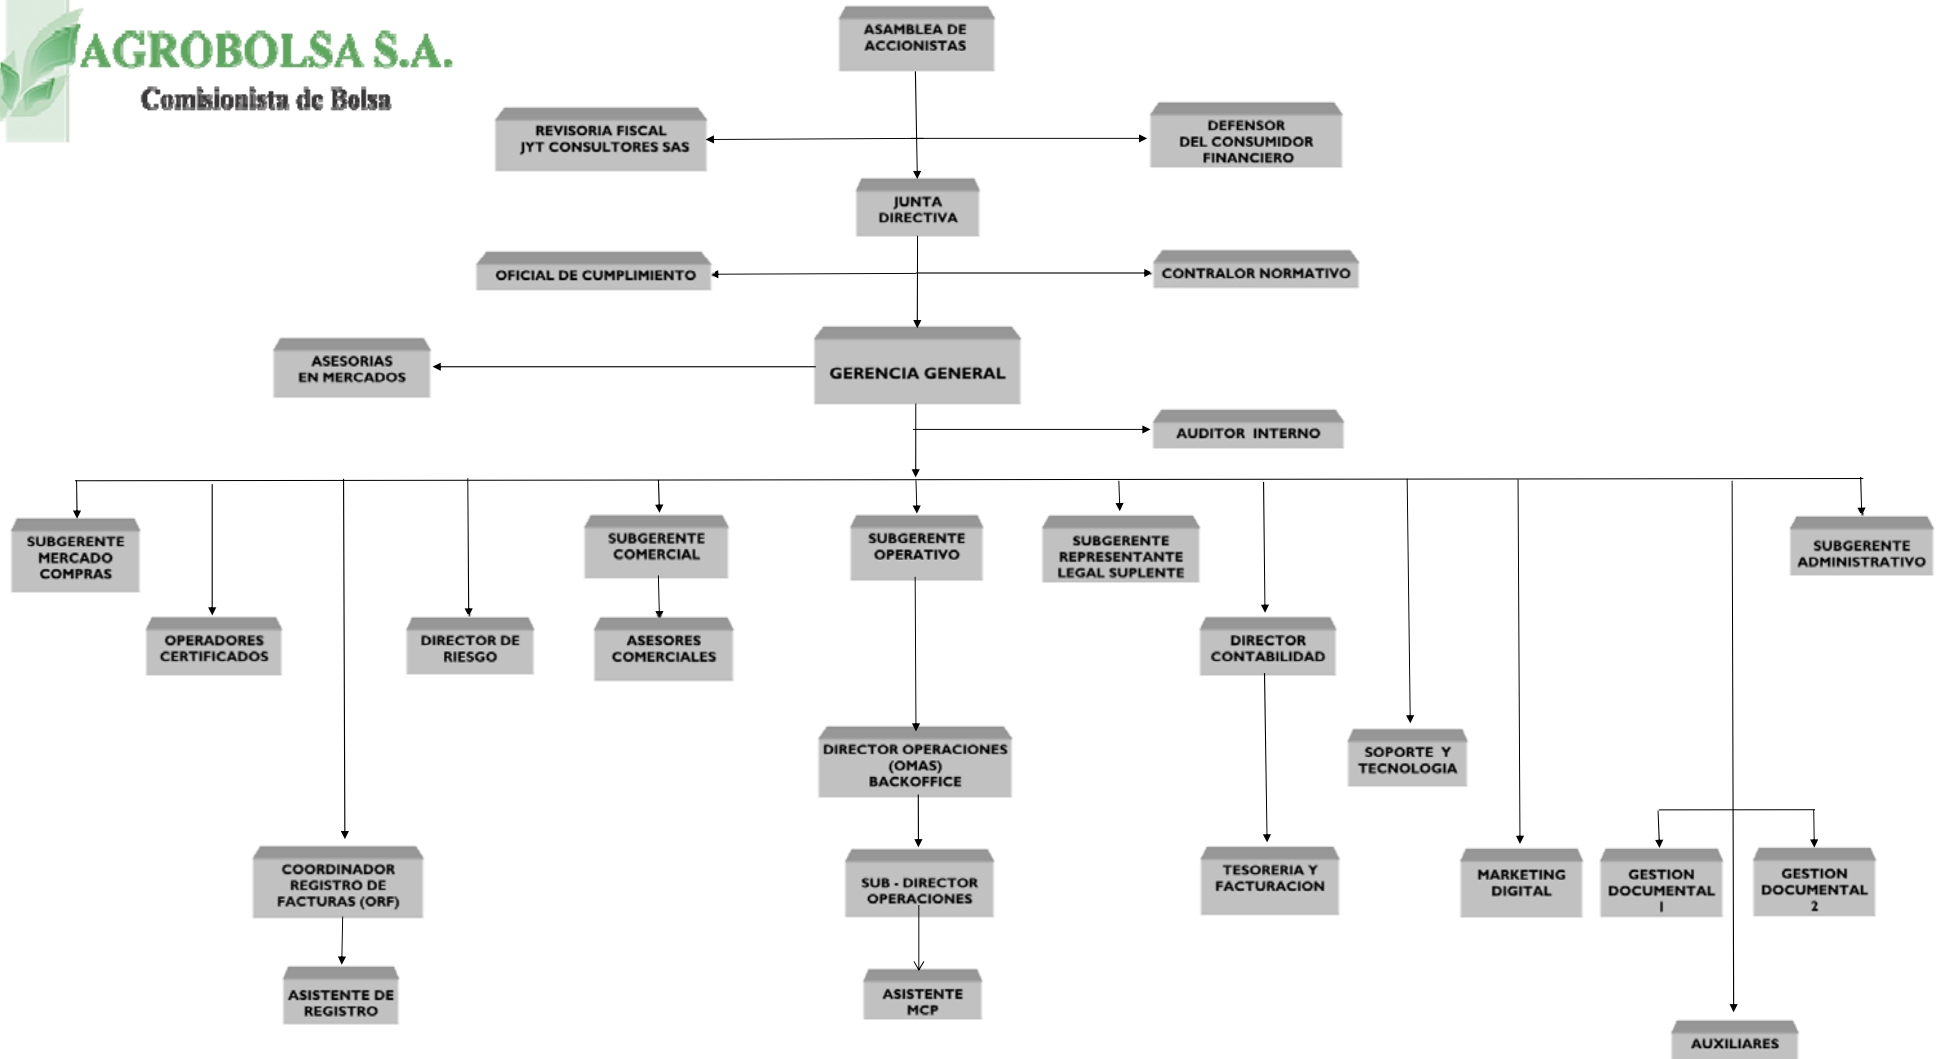 AGROBOLSA S.A.
Comisionista de Bolsa
ASAMBLEA DE
ACCIONISTAS
REVISORIA FISCAL
JYT CONSULTORES SAS
DEFENSOR
DEL CONSUMIDOR
FINANCIERO
JUNTA
DIRECTIVA
OFICIAL DE CUMPLIMIENTO
CONTRALOR NORMATIVO
ASESORIAS
EN MERCADOS
GERENCIA GENERAL
AUDITOR INTERNO
SUBGERENTE
MERCADO
COMPRAS
SUBGERENTE
COMERCIAL
SUBGERENTE
OPERATIVO
SUBGERENTE
REPRESENTANTE
LEGAL SUPLENTE
SUBGERENTE
ADMINISTRATIVO
OPERADORES
CERTIFICADOS
DIRECTOR DE
RIESGO
ASESORES
COMERCIALES
DIRECTOR
CONTABILIDAD
DIRECTOR OPERACIONES
(OMAS)
BACKOFFICE
SOPORTE Y
TECNOLOGIA
COORDINADOR
REGISTRO DE
FACTURAS (ORF)
SUB - DIRECTOR
OPERACIONES
TESORERIA Y
FACTURACION
MARKETING
DIGITAL
GESTION
DOCUMENTAL
1
GESTION
DOCUMENTAL
2
ASISTENTE DE
REGISTRO
ASISTENTE
MCP
AUXILIARES